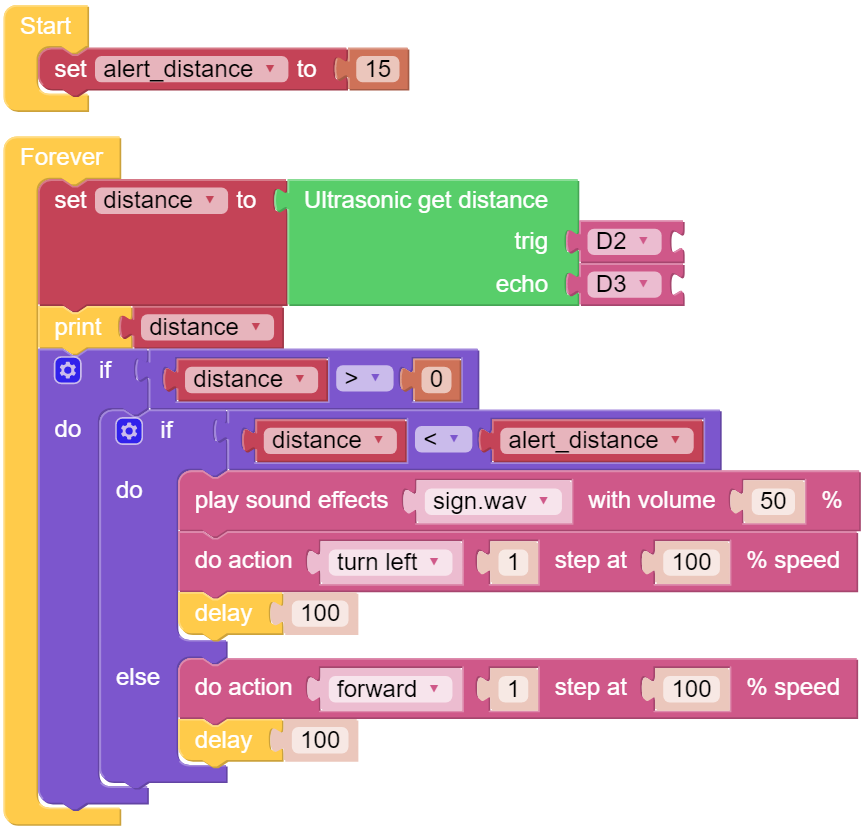 Start
set alert_distance to 15
Forever
set distance to Ultrasonic get distance
trig D2
echo D3
print distance
if distance > 0
do if distance < alert_distance
do play sound effects sign.wav with volume 50 %
do action turn left 1 step at 100 % speed
delay 100
else do action forward 1 step at 100 % speed
delay 100